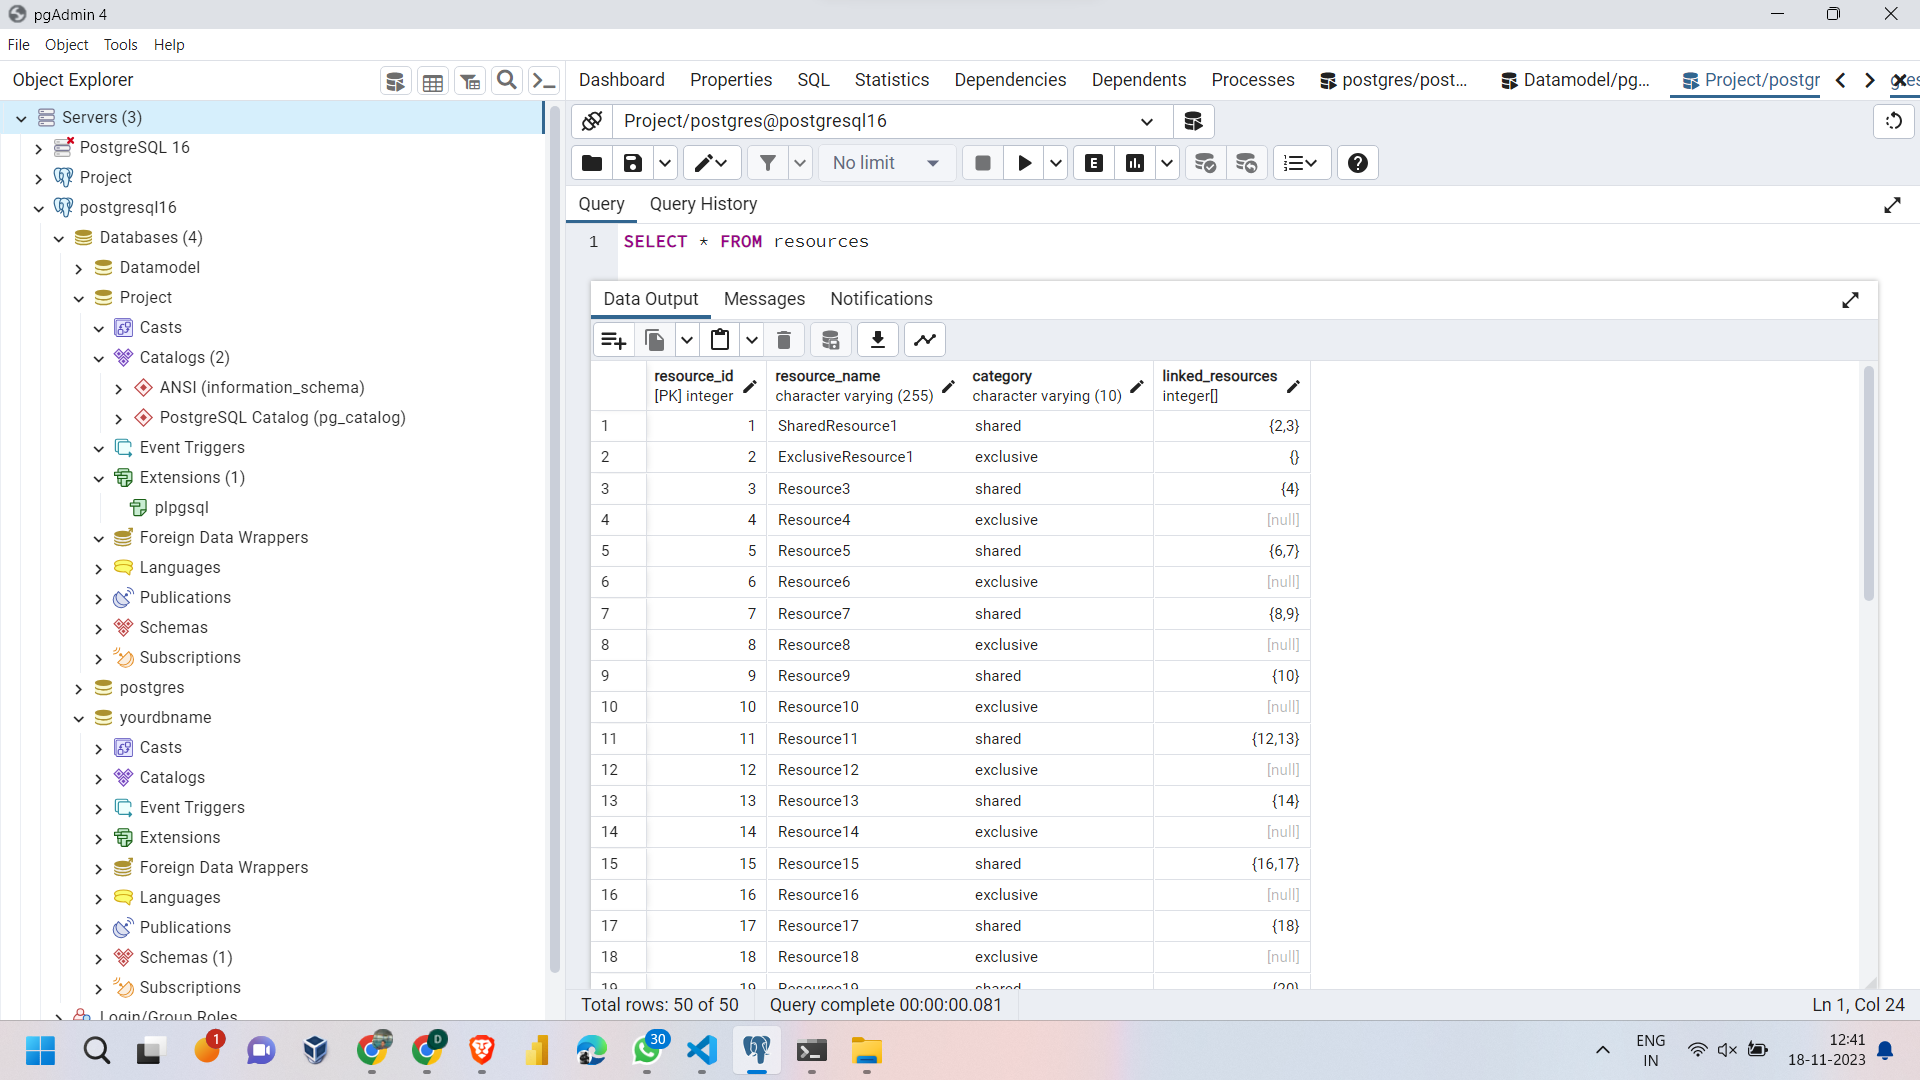 pgAdmin 4
File Object Tools Help
Object Explorer
Dashboard Properties SQL Statistics Dependencies Dependents Processes postgres/post... Datamodel/pg... Project/postgr
Servers (3)
PostgreSQL 16
Project
postgresql16
Databases (4)
Datamodel
Project
Casts
Catalogs (2)
ANSI (information_schema)
PostgreSQL Catalog (pg_catalog)
Event Triggers
Extensions (1)
plpgsql
Foreign Data Wrappers
Languages
Publications
Schemas
Subscriptions
postgres
yourdbname
Casts
Catalogs
Event Triggers
Extensions
Foreign Data Wrappers
Languages
Publications
Schemas (1)
Subscriptions
Login/Group Roles
Project/postgres@postgresql16
No limit
E
Query Query History
1 SELECT * FROM resources
Data Output Messages Notifications
resource_id resource_name category linked_resources
[PK] integer character varying (255) character varying (10) integer[]
1 1 SharedResource1 shared {2,3}
2 2 ExclusiveResource1 exclusive {}
3 3 Resource3 shared {4}
4 4 Resource4 exclusive [null]
5 5 Resource5 shared {6,7}
6 6 Resource6 exclusive [null]
7 7 Resource7 shared {8,9}
8 8 Resource8 exclusive [null]
9 9 Resource9 shared {10}
10 10 Resource10 exclusive [null]
11 11 Resource11 shared {12,13}
12 12 Resource12 exclusive [null]
13 13 Resource13 shared {14}
14 14 Resource14 exclusive [null]
15 15 Resource15 shared {16,17}
16 16 Resource16 exclusive [null]
17 17 Resource17 shared {18}
18 18 Resource18 exclusive [null]
19 19 Resource19 shared {20}
Total rows: 50 of 50 Query complete 00:00:00.081 Ln 1, Col 24
1 D 30
ENG
IN
12:41
18-11-2023